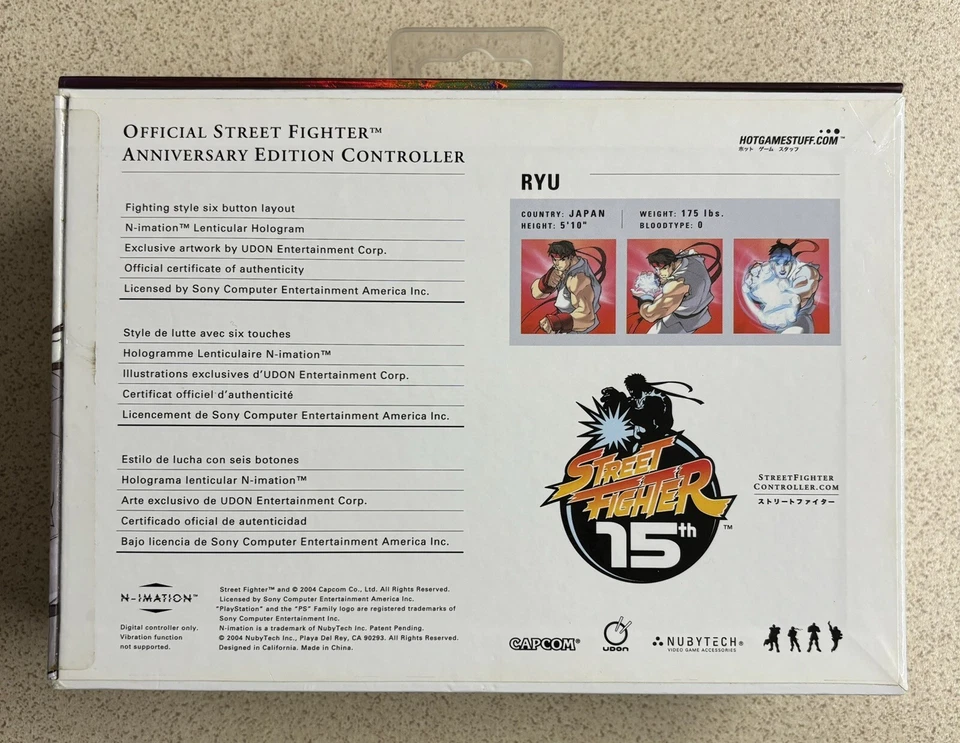 OFFICIAL STREET FIGHTER™
ANNIVERSARY EDITION CONTROLLER
Fighting style six button layout
N-imation™ Lenticular Hologram
Exclusive artwork by UDON Entertainment Corp.
Official certificate of authenticity
Licensed by Sony Computer Entertainment America Inc.
Style de lutte avec six touches
Hologramme Lenticulaire N-imation™
Illustrations exclusives d'UDON Entertainment Corp.
Certificat officiel d'authenticité
Licencement de Sony Computer Entertainment America Inc.
Estilo de lucha con seis botones
Holograma lenticular N-imation™
Arte exclusivo de UDON Entertainment Corp.
Certificado oficial de autenticidad
Bajo licencia de Sony Computer Entertainment America Inc.
N-IMATION™
Digital controller only.
Vibration function
not supported.
Street Fighter™ and © 2004 Capcom Co., Ltd. All Rights Reserved.
Licensed by Sony Computer Entertainment America Inc.
"PlayStation" and the "PS" Family logo are registered trademarks of
Sony Computer Entertainment Inc.
N-imation is a trademark of NubyTech Inc. Patent Pending.
© 2004 NubyTech Inc., Playa Del Rey, CA 90293. All Rights Reserved.
Designed in California. Made in China.
HOTGAMESTUFF.COM™
ホット ゲーム スタッフ
RYU
COUNTRY: JAPAN
HEIGHT: 5'10"
WEIGHT: 175 lbs.
BLOODTYPE: O
STREET
FIGHTER
15th™
STREETFIGHTER
CONTROLLER.COM
ストリートファイター
CAPCOM®
UDON
NUBYTECH®
VIDEO GAME ACCESSORIES